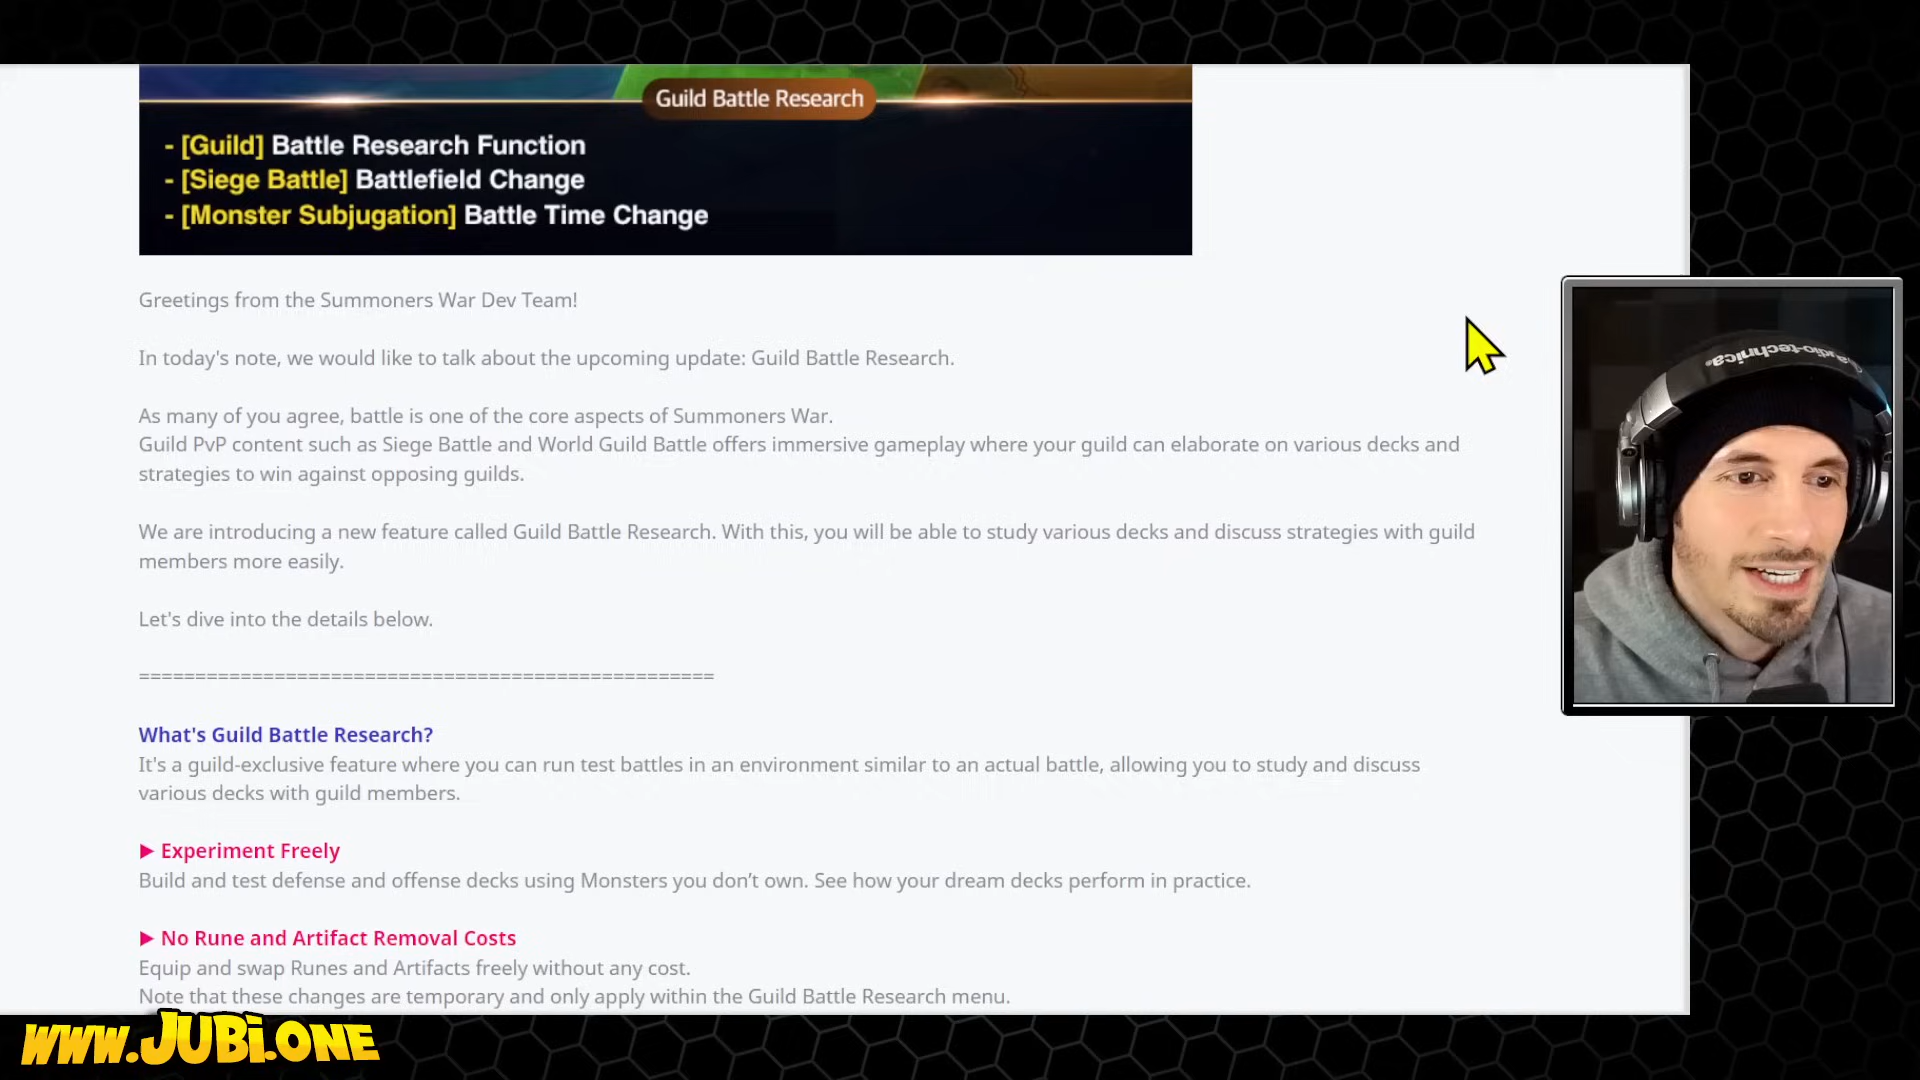 Guild Battle Research
- [Guild] Battle Research Function
- [Siege Battle] Battlefield Change
- [Monster Subjugation] Battle Time Change
Greetings from the Summoners War Dev Team!
In today's note, we would like to talk about the upcoming update: Guild Battle Research.
As many of you agree, battle is one of the core aspects of Summoners War.
Guild PvP content such as Siege Battle and World Guild Battle offers immersive gameplay where your guild can elaborate on various decks and
strategies to win against opposing guilds.
We are introducing a new feature called Guild Battle Research. With this, you will be able to study various decks and discuss strategies with guild
members more easily.
Let's dive into the details below.
==================================================
What's Guild Battle Research?
It's a guild-exclusive feature where you can run test battles in an environment similar to an actual battle, allowing you to study and discuss
various decks with guild members.
▶ Experiment Freely
Build and test defense and offense decks using Monsters you don’t own. See how your dream decks perform in practice.
▶ No Rune and Artifact Removal Costs
Equip and swap Runes and Artifacts freely without any cost.
Note that these changes are temporary and only apply within the Guild Battle Research menu.
audio-technica
WWW.JUBi.ONE